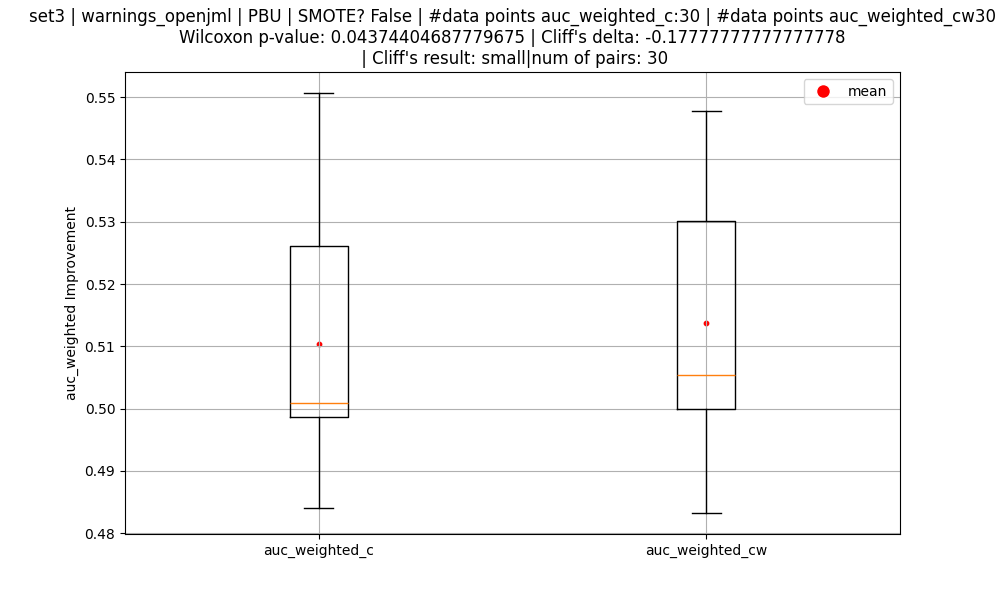 set3 | warnings_openjml | PBU | SMOTE? False | #data points auc_weighted_c:30 | #data points auc_weighted_cw30
Wilcoxon p-value: 0.04374404687779675 | Cliff's delta: -0.17777777777777778
| Cliff's result: small|num of pairs: 30
mean
auc_weighted Improvement
0.55
0.54
0.53
0.52
0.51
0.50
0.49
0.48
auc_weighted_c
auc_weighted_cw